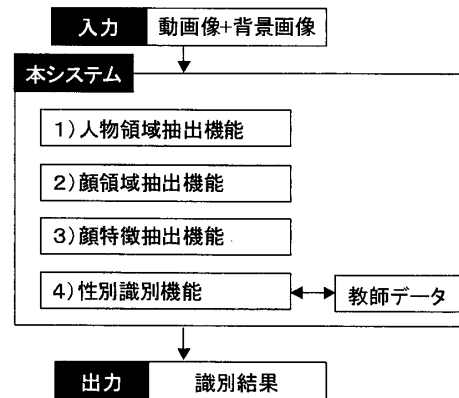 入力 動画像+背景画像
本システム
1)人物領域抽出機能
2)顔領域抽出機能
3)顔特徴抽出機能
4)性別識別機能 教師データ
出力 識別結果